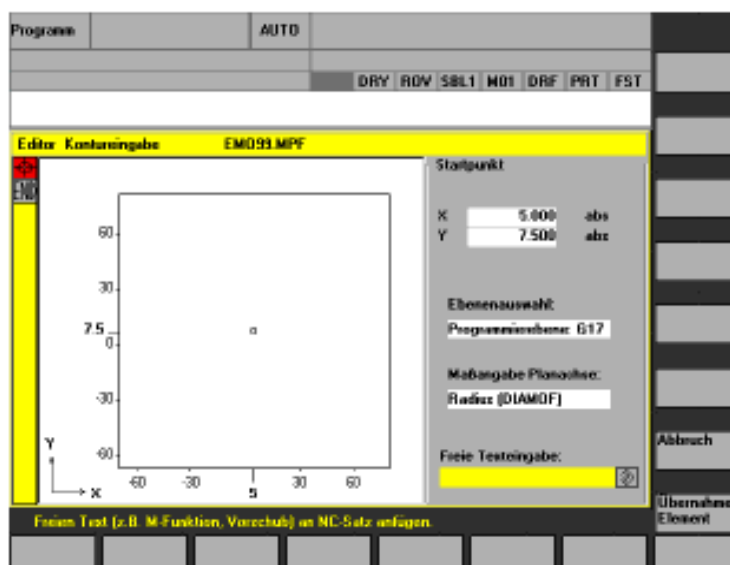 Programm AUTO
DRY ROV SBL1 M01 DRF PRT FST
Editor Kontureingabe EMO99.MPF
END
Startpunkt
X 5.000 abs
Y 7.500 abs
Ebenenauswahl:
Programmierebene: G17
Maßangabe Planachse:
Radius (DIAMOF)
Freie Texteingabe:
60
30
7.5
0
-30
-60
Y
X
-60 -30 5 30 60
Abbruch
Übernahme
Element
Freien Text (z.B. M-Funktion, Vorschub) an NC-Satz anfügen.